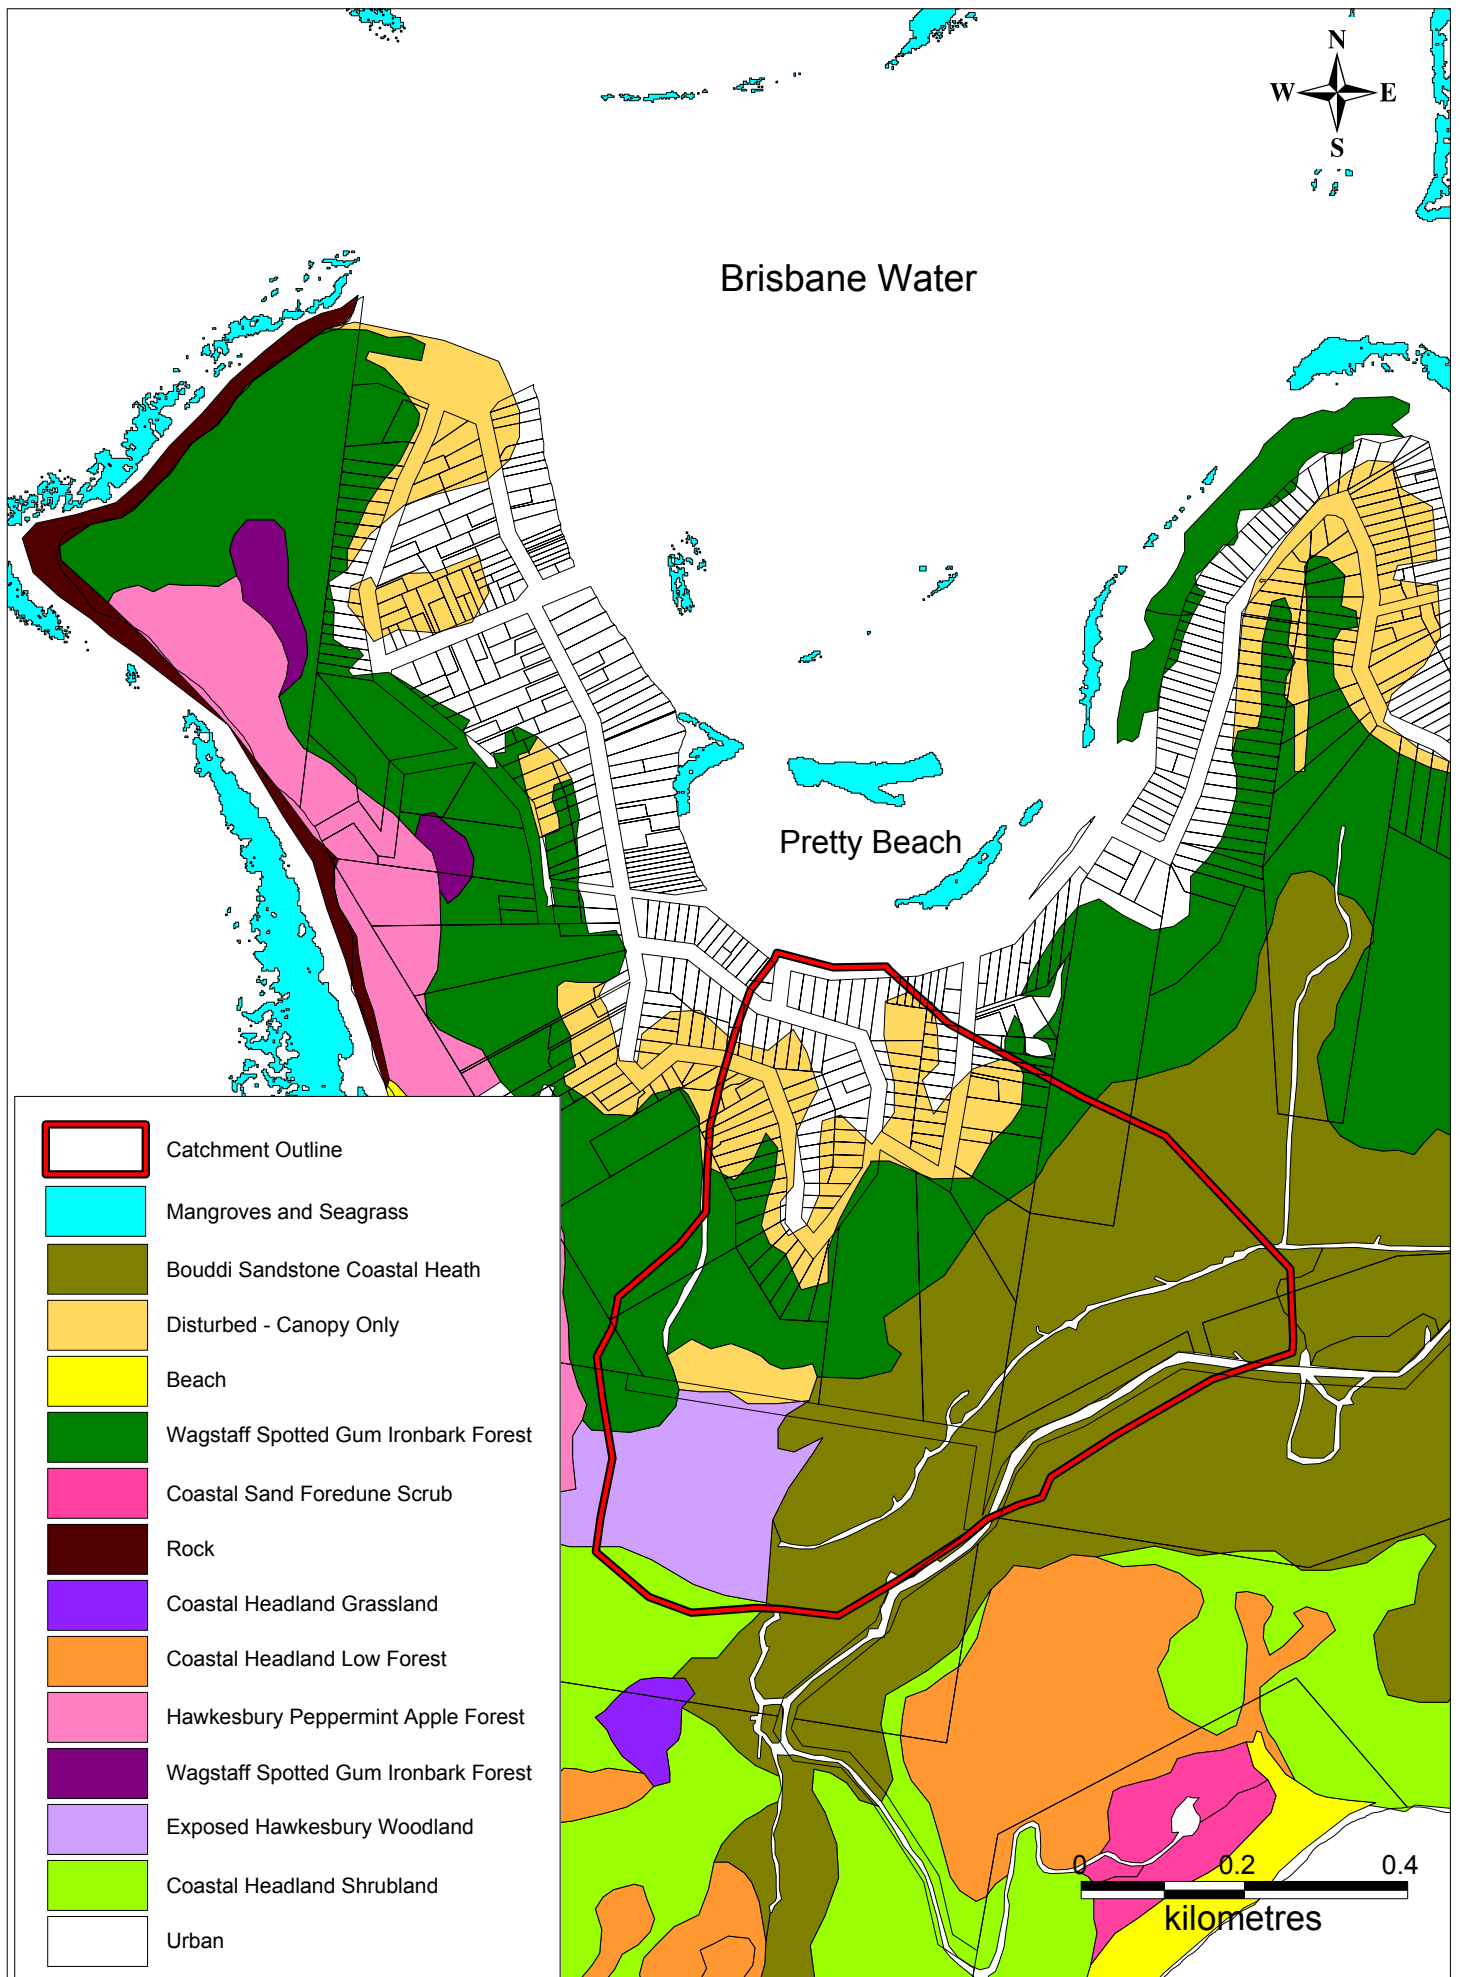 N
W E
S
Brisbane Water
Pretty Beach
Catchment Outline
Mangroves and Seagrass
Bouddi Sandstone Coastal Heath
Disturbed - Canopy Only
Beach
Wagstaff Spotted Gum Ironbark Forest
Coastal Sand Foredune Scrub
Rock
Coastal Headland Grassland
Coastal Headland Low Forest
Hawkesbury Peppermint Apple Forest
Wagstaff Spotted Gum Ironbark Forest
Exposed Hawkesbury Woodland
Coastal Headland Shrubland
Urban
0 0.2 0.4
kilometres